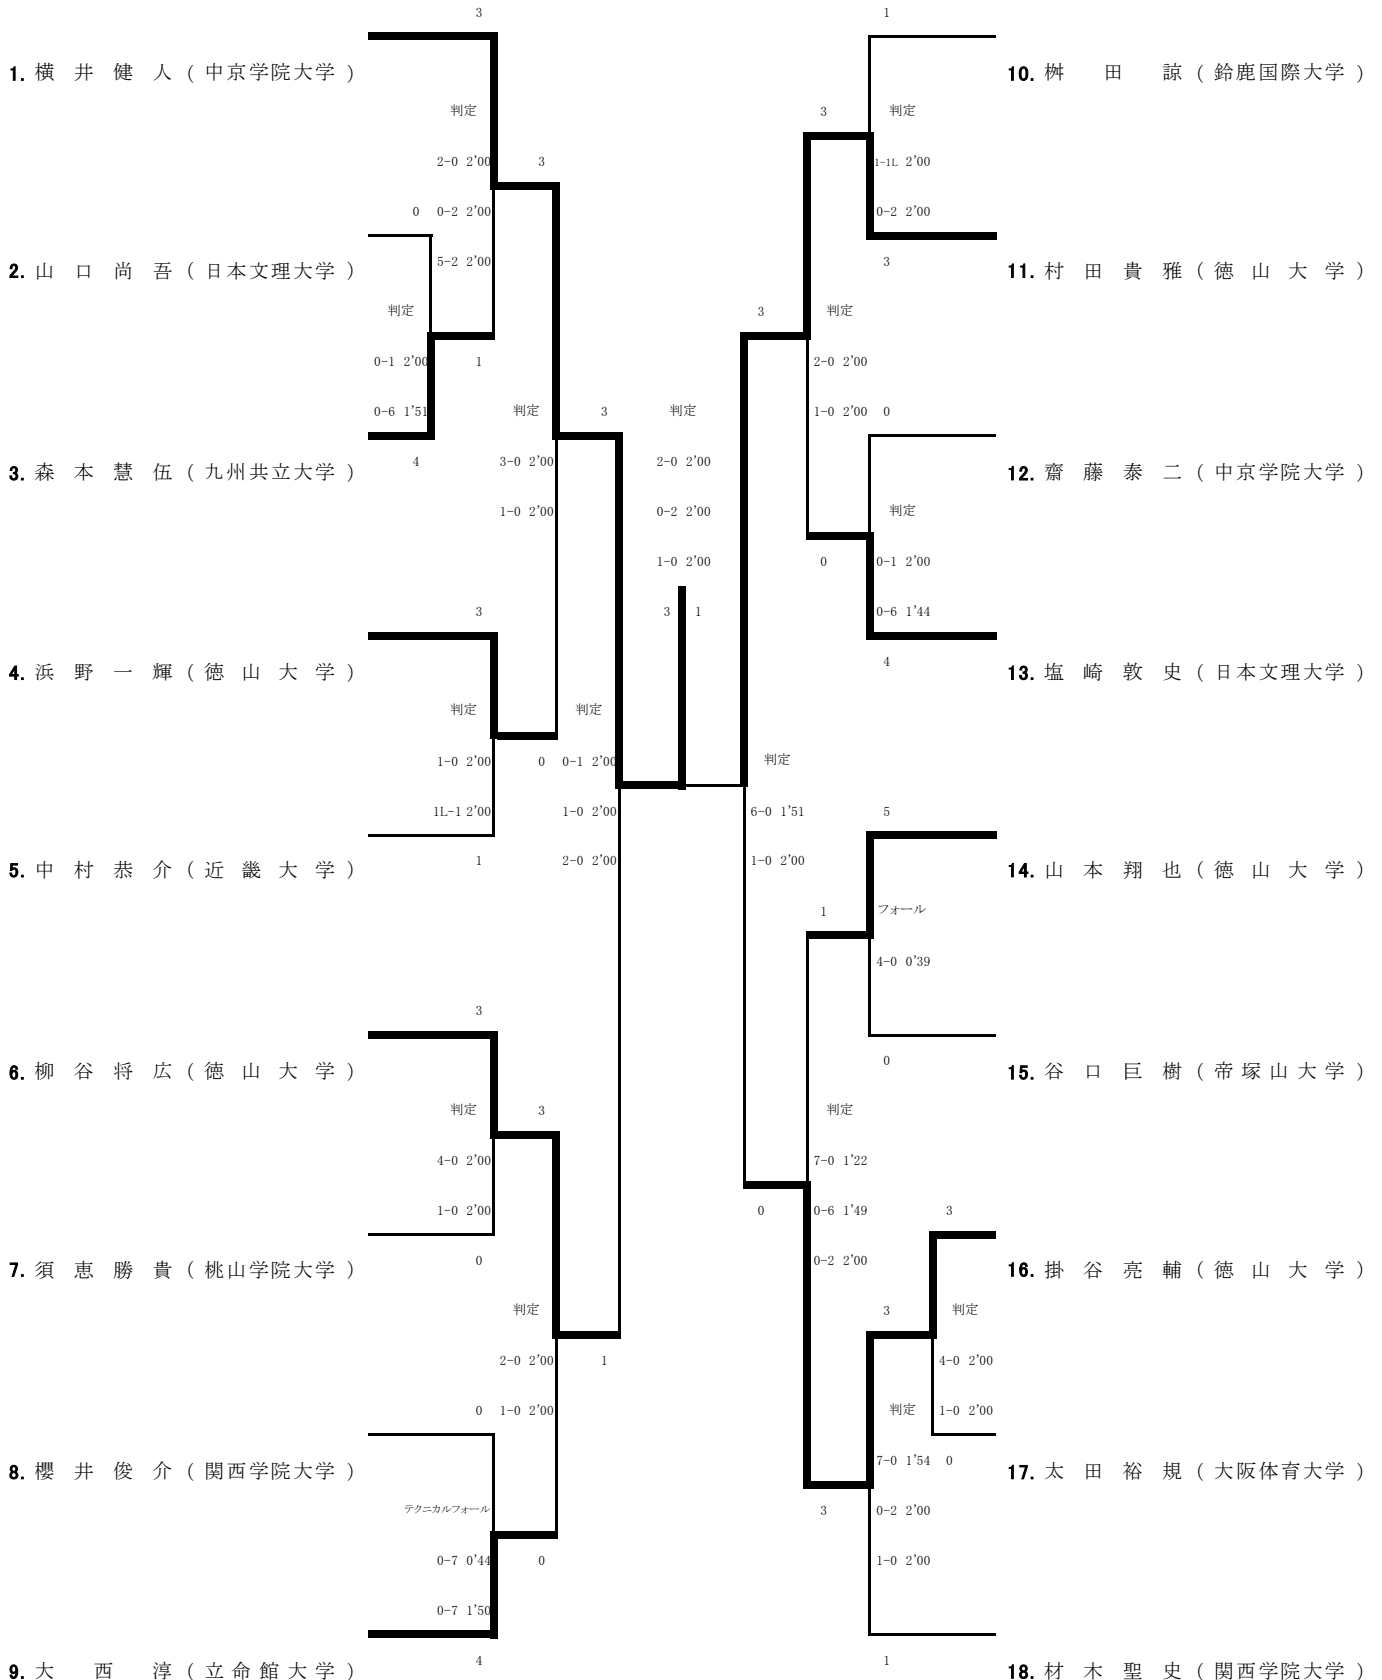 3 1
1. 横 井 健 人 ( 中京学院大学 ) 10. 桝 田 諒 ( 鈴鹿国際大学 )
判定 3 判定
2-0 2'00 3 1-1L 2'00
0 0-2 2'00 0-2 2'00
5-2 2'00 3
2. 山 口 尚 吾 ( 日本文理大学 ) 11. 村 田 貴 雅 ( 徳 山 大 学 )
判定 3 判定
0-1 2'00 1 2-0 2'00
0-6 1'51 判定 3 判定 1-0 2'00 0
4 3-0 2'00 2-0 2'00
3. 森 本 慧 伍 ( 九州共立大学 ) 12. 齋 藤 泰 二 ( 中京学院大学 )
1-0 2'00 0-2 2'00 判定
1-0 2'00 0 0-1 2'00
3 3 1 0-6 1'44
4
4. 浜 野 一 輝 ( 徳 山 大 学 ) 13. 塩 崎 敦 史 ( 日本文理大学 )
判定 判定
1-0 2'00 0 0-1 2'00 判定
1L-1 2'00 1-0 2'00 6-0 1'51 5
1 2-0 2'00 1-0 2'00
5. 中 村 恭 介 ( 近 畿 大 学 ) 14. 山 本 翔 也 ( 徳 山 大 学 )
1 フォール
4-0 0'39
3
0
6. 柳 谷 将 広 ( 徳 山 大 学 ) 15. 谷 口 巨 樹 ( 帝 塚 山 大 学 )
判定 3 判定
4-0 2'00 7-0 1'22
1-0 2'00 0 0-6 1'49 3
0 0-2 2'00
7. 須 恵 勝 貴 ( 桃山学院大学 ) 16. 掛 谷 亮 輔 ( 徳 山 大 学 )
判定 3 判定
2-0 2'00 1 4-0 2'00
0 1-0 2'00 判定 1-0 2'00
7-0 1'54 0
8. 櫻 井 俊 介 ( 関西学院大学 ) 17. 太 田 裕 規 ( 大阪体育大学 )
テクニカルフォール 3 0-2 2'00
0-7 0'44 0 1-0 2'00
0-7 1'50
4 1
9. 大 西 淳 ( 立 命 館 大 学 ) 18. 材 木 聖 史 ( 関西学院大学 )